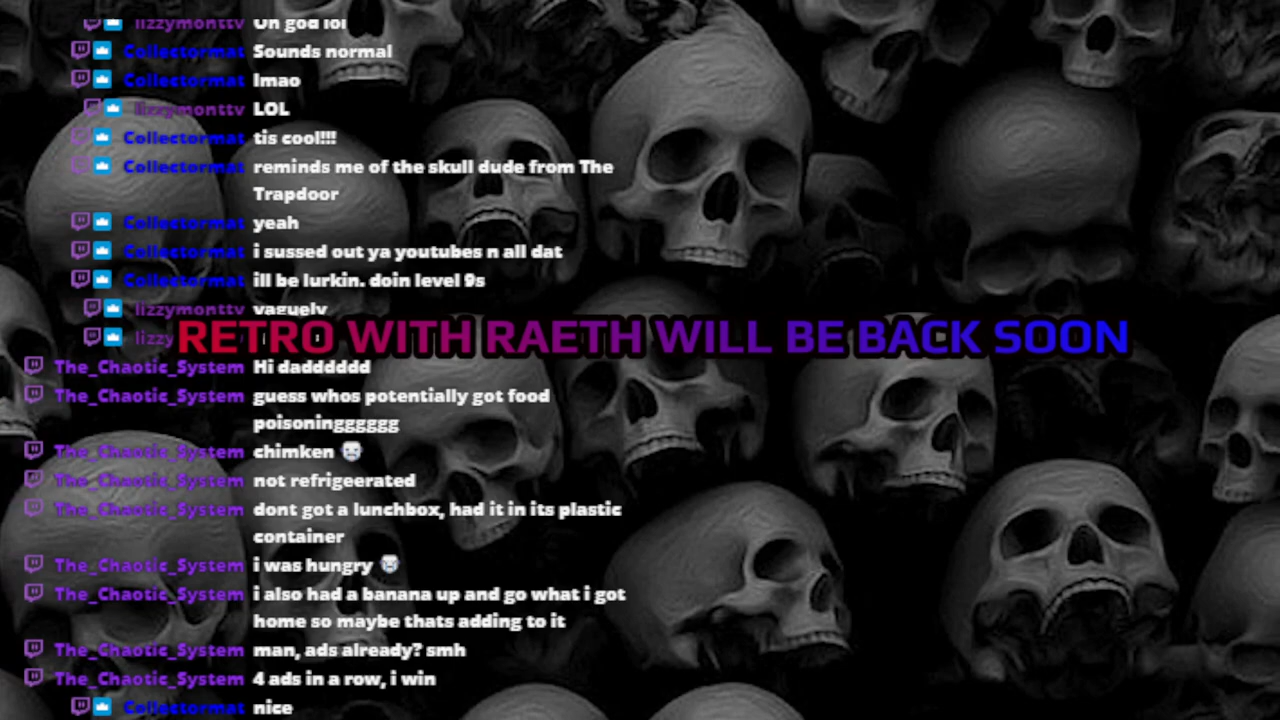 lizzymonttv Oh god lol
Collectormat Sounds normal
Collectormat lmao
lizzymonttv LOL
Collectormat tis cool!!!
Collectormat reminds me of the skull dude from The
Trapdoor
Collectormat yeah
Collectormat i sussed out ya youtubes n all dat
Collectormat ill be lurkin. doin level 9s
lizzymonttv vaguely
lizzy
RETRO WITH RAETH WILL BE BACK SOON
The_Chaotic_System Hi dadddddd
The_Chaotic_System guess whos potentially got food
poisoningggggg
The_Chaotic_System chimken
The_Chaotic_System not refrigeerated
The_Chaotic_System dont got a lunchbox, had it in its plastic
container
The_Chaotic_System i was hungry
The_Chaotic_System i also had a banana up and go what i got
home so maybe thats adding to it
The_Chaotic_System man, ads already? smh
The_Chaotic_System 4 ads in a row, i win
Collectormat nice